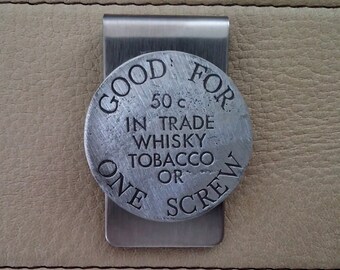 GOOD FOR
50 c
IN TRADE
WHISKY
TOBACCO
OR
ONE SCREW